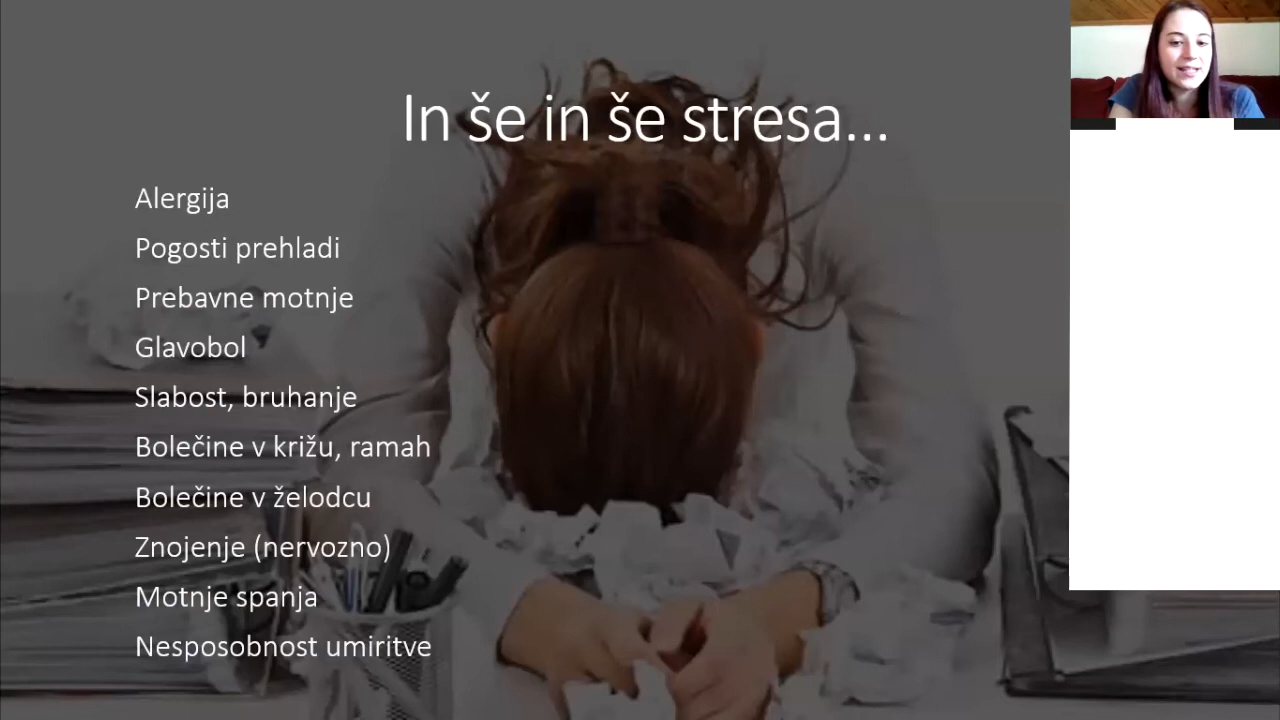 In še in še stresa...
Alergija
Pogosti prehladi
Prebavne motnje
Glavobol
Slabost, bruhanje
Bolečine v križu, ramah
Bolečine v želodcu
Znojenje (nervozno)
Motnje spanja
Nesposobnost umiritve